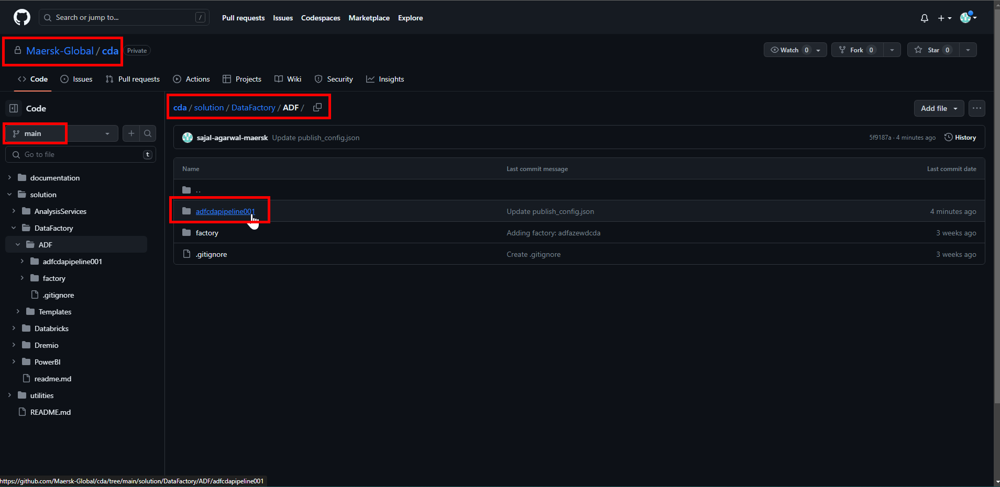 Search or jump to... /
Pull requests Issues Codespaces Marketplace Explore
Maersk-Global / cda Private
Watch 0 Fork 0 Star 0
Code Issues Pull requests Actions Projects Wiki Security Insights
Code
main
Go to file t
documentation
solution
AnalysisServices
DataFactory
ADF
adfcdapipeline001
factory
.gitignore
Templates
Databricks
Dremio
PowerBI
readme.md
utilities
README.md
cda / solution / DataFactory / ADF /
Add file ...
sajal-agarwal-maersk Update publish_config.json 5f9187a · 4 minutes ago History
Name Last commit message Last commit date
..
adfcdapipeline001 Update publish_config.json 4 minutes ago
factory Adding factory: adfazewdcda 3 weeks ago
.gitignore Create .gitignore 3 weeks ago
https://github.com/Maersk-Global/cda/tree/main/solution/DataFactory/ADF/adfcdapipeline001